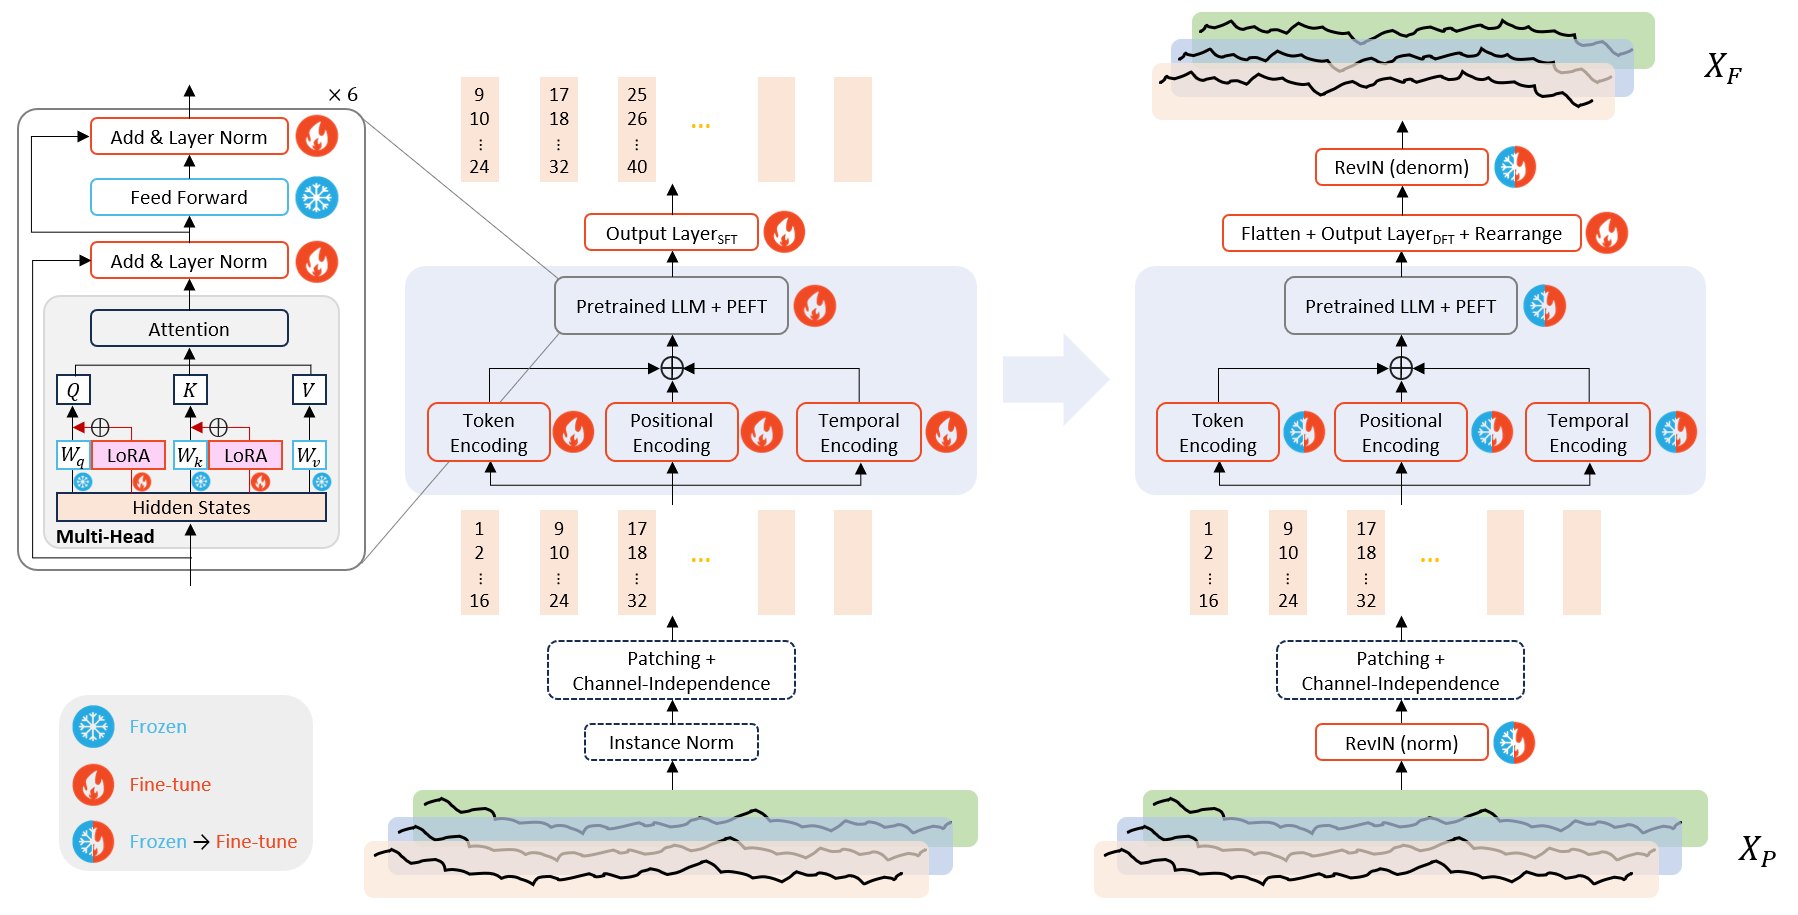 × 6
Add & Layer Norm
Feed Forward
Add & Layer Norm
Attention
Q
K
V
W_q
LoRA
W_k
LoRA
W_v
Hidden States
Multi-Head
Frozen
Fine-tune
Frozen → Fine-tune
9 17 25
10 18 26
⋮ ⋮ ⋮ ...
24 32 40
Output Layer_SFT
Pretrained LLM + PEFT
Token
Encoding
Positional
Encoding
Temporal
Encoding
1 9 17
2 10 18
⋮ ⋮ ⋮ ...
16 24 32
Patching +
Channel-Independence
Instance Norm
X_F
RevIN (denorm)
Flatten + Output Layer_DFT + Rearrange
Pretrained LLM + PEFT
Token
Encoding
Positional
Encoding
Temporal
Encoding
1 9 17
2 10 18
⋮ ⋮ ⋮ ...
16 24 32
Patching +
Channel-Independence
RevIN (norm)
X_P